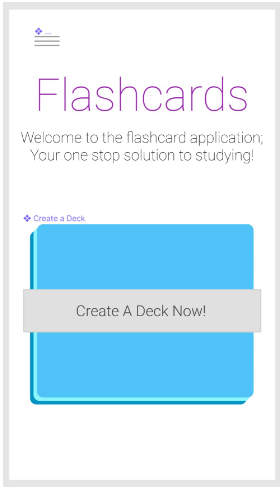 ...
Flashcards
Welcome to the flashcard application;
Your one stop solution to studying!
Create a Deck
Create A Deck Now!